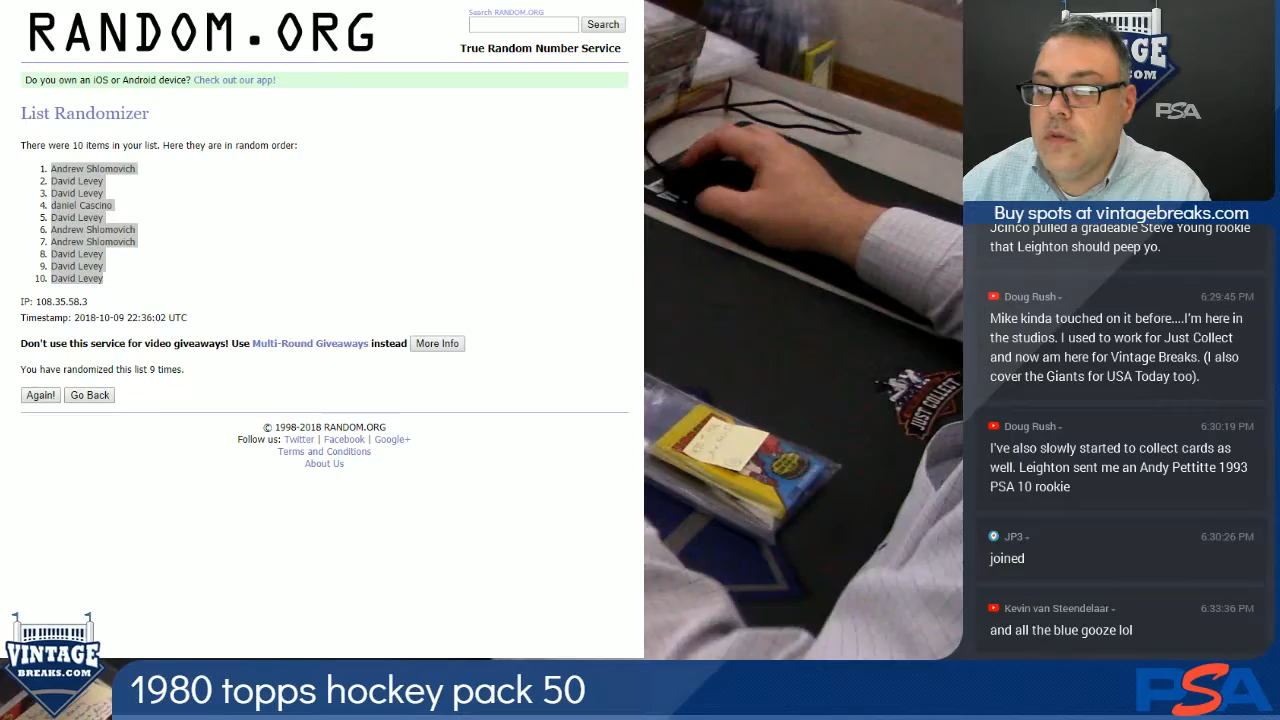 RANDOM.ORG
Search RANDOM.ORG
Search
True Random Number Service
Do you own an iOS or Android device? Check out our app!
List Randomizer
There were 10 items in your list. Here they are in random order:
1. Andrew Shlomovich
2. David Levey
3. David Levey
4. daniel Cascino
5. David Levey
6. Andrew Shlomovich
7. Andrew Shlomovich
8. David Levey
9. David Levey
10. David Levey
IP: 108.35.58.3
Timestamp: 2018-10-09 22:36:02 UTC
Don't use this service for video giveaways! Use Multi-Round Giveaways instead More Info
You have randomized this list 9 times.
Again! Go Back
© 1998-2018 RANDOM.ORG
Follow us: Twitter | Facebook | Google+
Terms and Conditions
About Us
JUST COLLECT
PSA
Buy spots at vintagebreaks.com
Jcinco pulled a gradeable Steve Young rookie
that Leighton should peep yo.
Doug Rush 6:29:45 PM
Mike kinda touched on it before....I'm here in
the studios. I used to work for Just Collect
and now am here for Vintage Breaks. (I also
cover the Giants for USA Today too).
Doug Rush 6:30:19 PM
I've also slowly started to collect cards as
well. Leighton sent me an Andy Pettitte 1993
PSA 10 rookie
JP3 6:30:26 PM
joined
Kevin van Steendelaar 6:33:36 PM
and all the blue gooze lol
VINTAGE
BREAKS.COM
1980 topps hockey pack 50
PSA